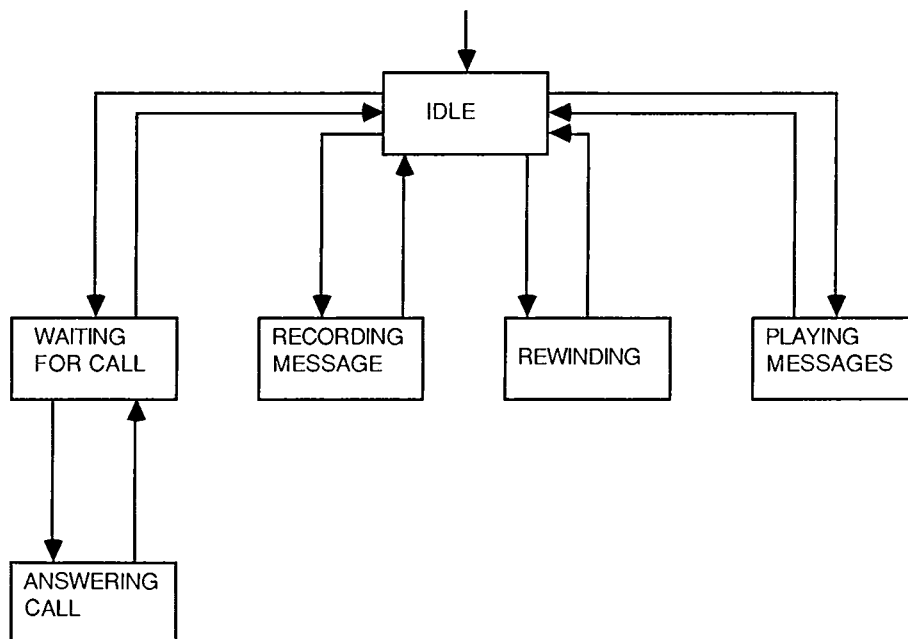 IDLE
WAITING
FOR CALL
RECORDING
MESSAGE
REWINDING
PLAYING
MESSAGES
ANSWERING
CALL